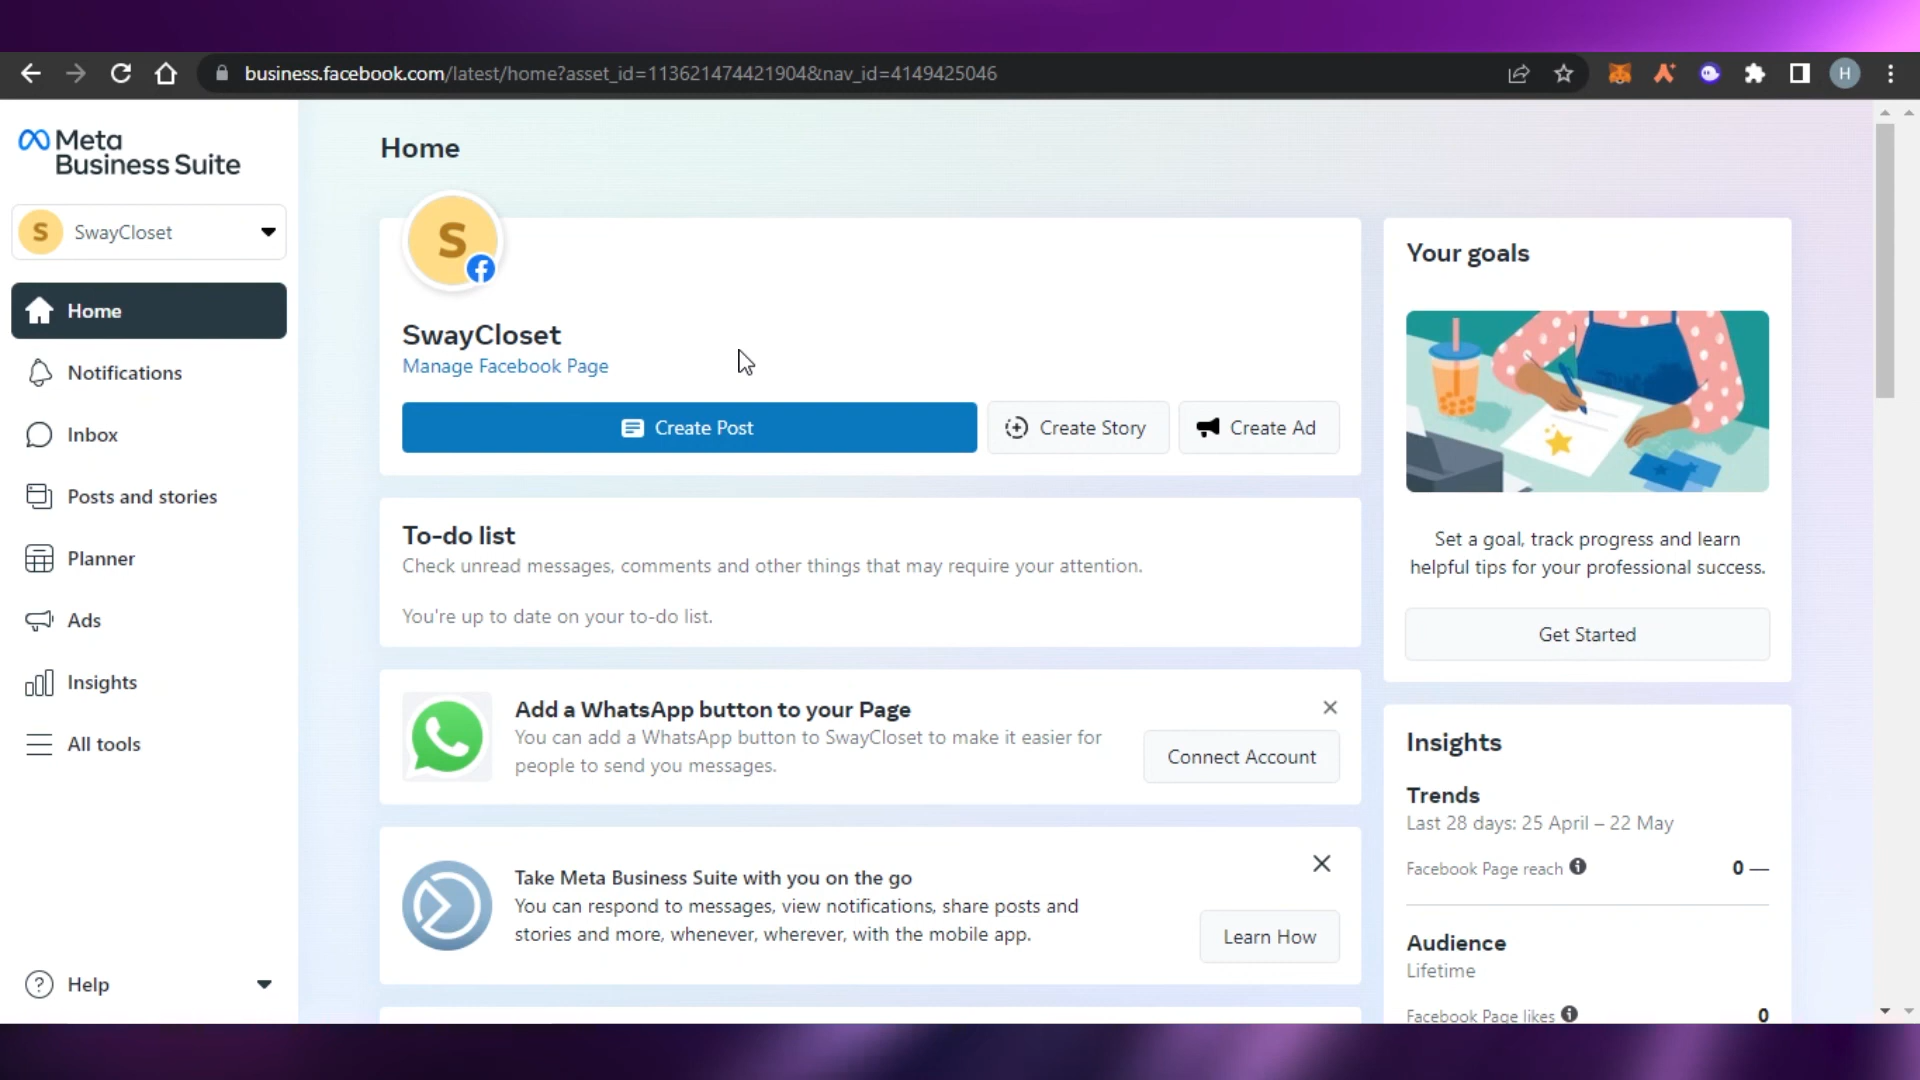 business.facebook.com/latest/home?asset_id=113621474421904&nav_id=4149425046
H
Meta
Business Suite
S
SwayCloset
Home
Notifications
Inbox
Posts and stories
Planner
Ads
Insights
All tools
Help
Home
S
SwayCloset
Manage Facebook Page
Create Post
Create Story
Create Ad
To-do list
Check unread messages, comments and other things that may require your attention.
You're up to date on your to-do list.
Add a WhatsApp button to your Page
You can add a WhatsApp button to SwayCloset to make it easier for
people to send you messages.
Connect Account
Take Meta Business Suite with you on the go
You can respond to messages, view notifications, share posts and
stories and more, whenever, wherever, with the mobile app.
Learn How
Your goals
Set a goal, track progress and learn
helpful tips for your professional success.
Get Started
Insights
Trends
Last 28 days: 25 April – 22 May
Facebook Page reach 0 —
Audience
Lifetime
Facebook Page likes 0